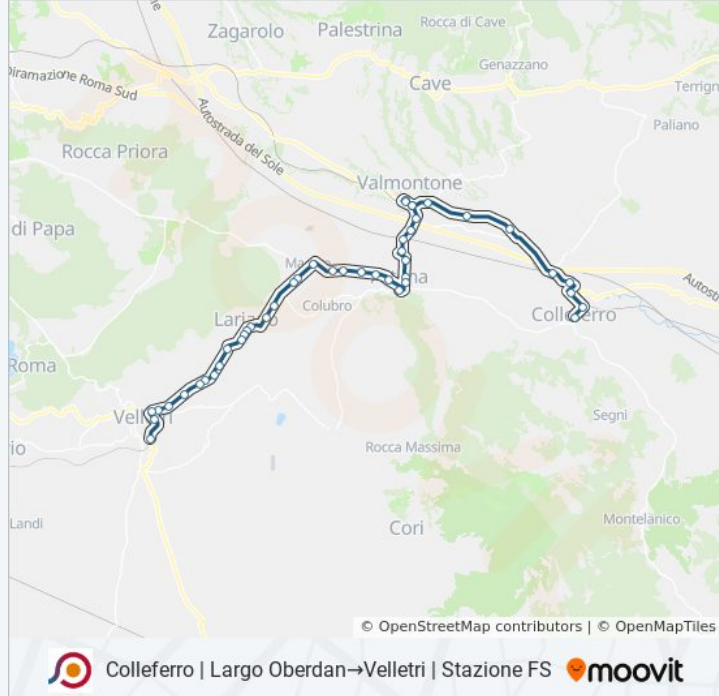 Zagarolo
Palestrina
Rocca di Cave
Genazzano
Cave
Diramazione Roma Sud
Terrign
Autostrada del Sole
Paliano
Rocca Priora
Valmontone
di Papa
Autost
Colubro
Lariano
Colleferro
Roma
Segni
Velletri
Rocca Massima
rio
Landi
Cori
Montelanico
© OpenStreetMap contributors | © OpenMapTiles
Colleferro | Largo Oberdan→Velletri | Stazione FS
moovit